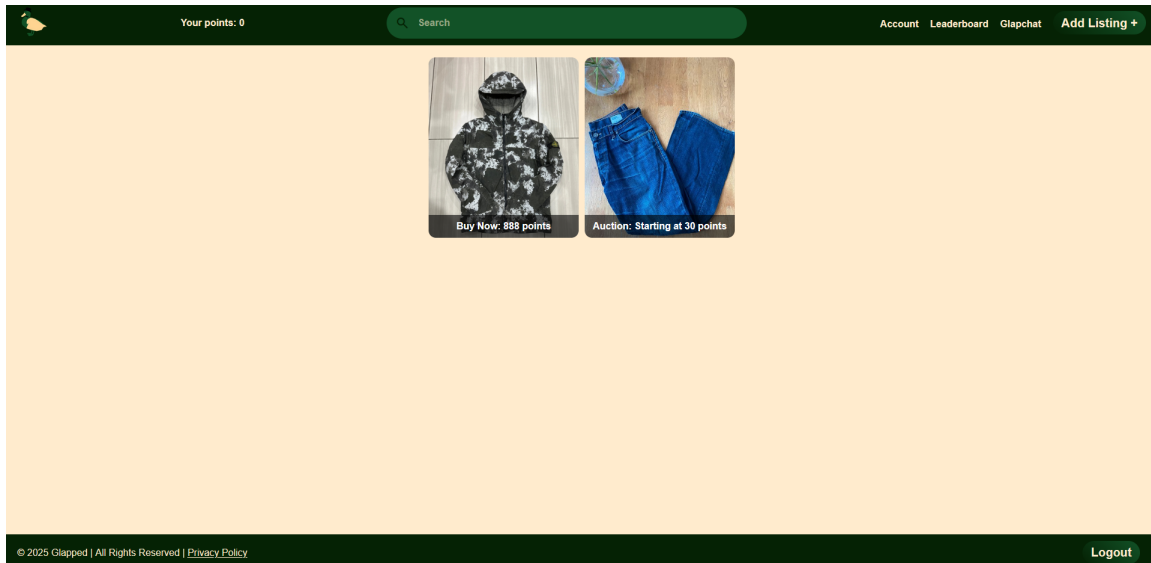 Your points: 0
Search
Account
Leaderboard
Glapchat
Add Listing +
Buy Now: 888 points
Auction: Starting at 30 points
© 2025 Glapped | All Rights Reserved | Privacy Policy
Logout